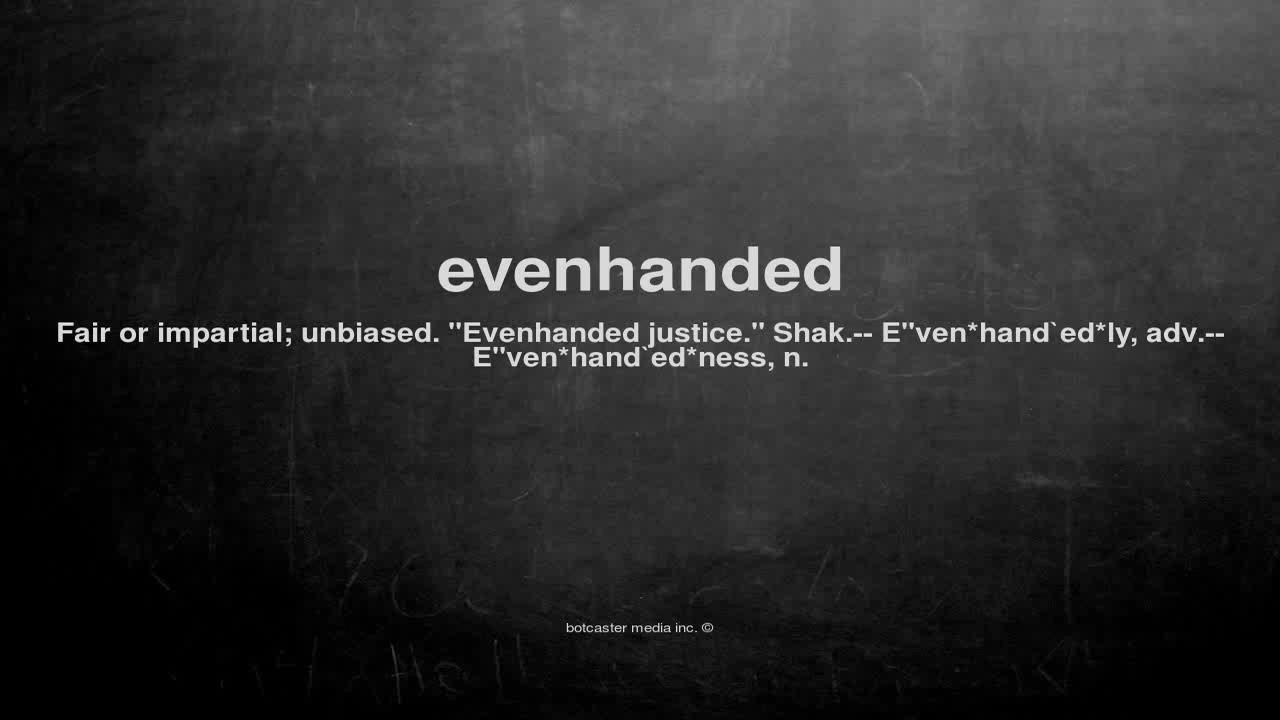 evenhanded
Fair or impartial; unbiased. "Evenhanded justice." Shak.-- E"ven*hand`ed*ly, adv.--
E"ven*hand`ed*ness, n.
botcaster media inc. ©